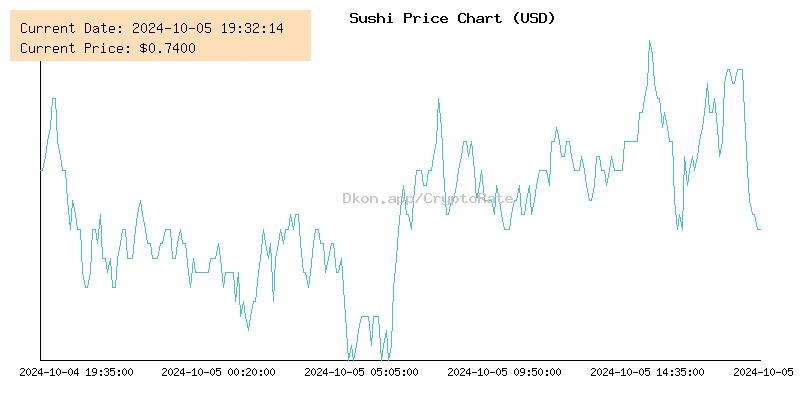 Sushi Price Chart (USD)
Current Date: 2024-10-05 19:32:14
Current Price: $0.7400
Dkon.app/CryptoRate
2024-10-04 19:35:00 2024-10-05 00:20:00 2024-10-05 05:05:00 2024-10-05 09:50:00 2024-10-05 14:35:00 2024-10-05